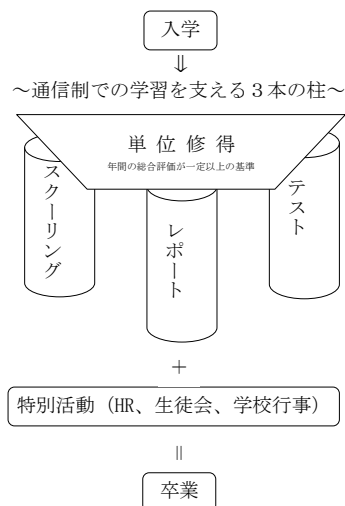 入学
⇓
～通信制での学習を支える３本の柱～
単位修得
年間の総合評価が一定以上の基準
スクーリング
レポート
テスト
＋
特別活動（HR、生徒会、学校行事）
＝
卒業